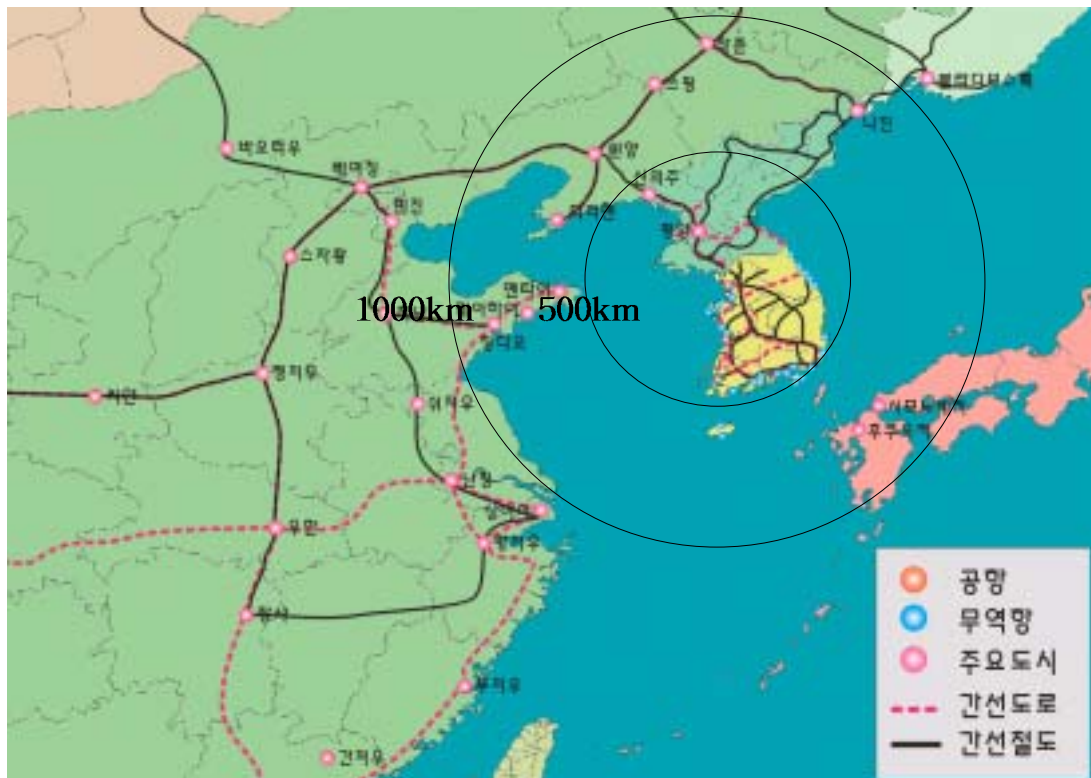 장춘
스핑
블라디보스톡
나진
바오터우
베이징
선양
신의주
텐진
평양
스자좡
옌타이
1000km
500km
칭다오
정저우
시안
쉬저우
시모노세키
후쿠오카
난징
상하이
우한
항저우
창사
푸저우
간저우
공항
무역항
주요도시
간선도로
간선철도